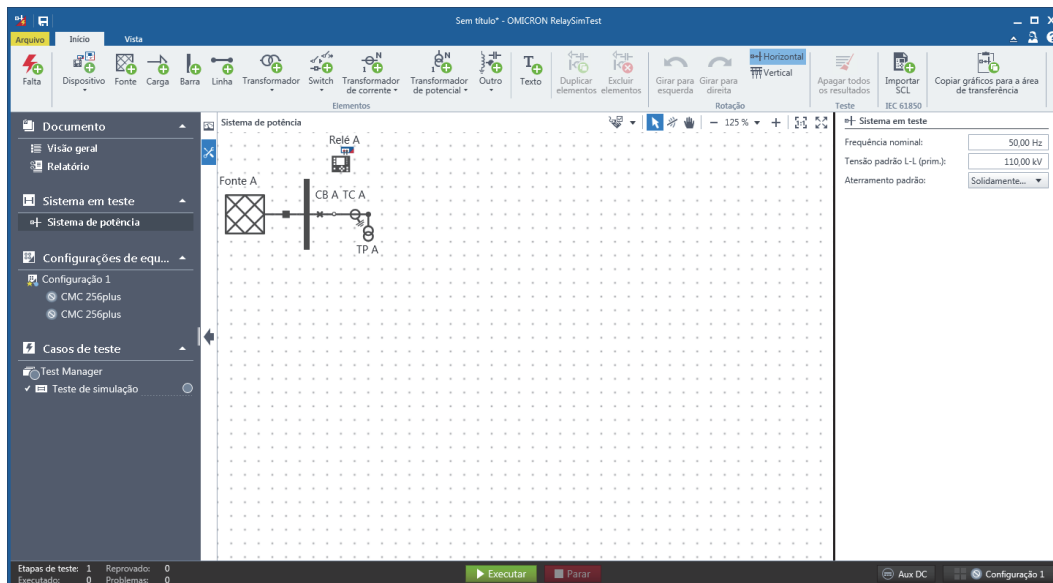 Sem título* - OMICRON RelaySimTest
Arquivo Início Vista
Falta Dispositivo Fonte Carga Barra Linha Transformador Switch Transformador de corrente Transformador de potencial Outro Texto Duplicar elementos Excluir elementos Girar para esquerda Girar para direita Horizontal Vertical Apagar todos os resultados Importar SCL Copiar gráficos para a área de transferência
Elementos Rotação Teste IEC 61850
Documento
Visão geral
Relatório
Sistema em teste
Sistema de potência
Configurações de equ...
Configuração 1
CMC 256plus
CMC 256plus
Casos de teste
Test Manager
Teste de simulação
Sistema de potência 125 % 1:1
Relé A
Fonte A
CB A TC A
TP A
Sistema em teste
Frequência nominal: 50,00 Hz
Tensão padrão L-L (prim.): 110,00 kV
Aterramento padrão: Solidamente...
Etapas de teste: 1 Reprovado: 0
Executado: 0 Problemas: 0
Executar Parar Aux DC Configuração 1